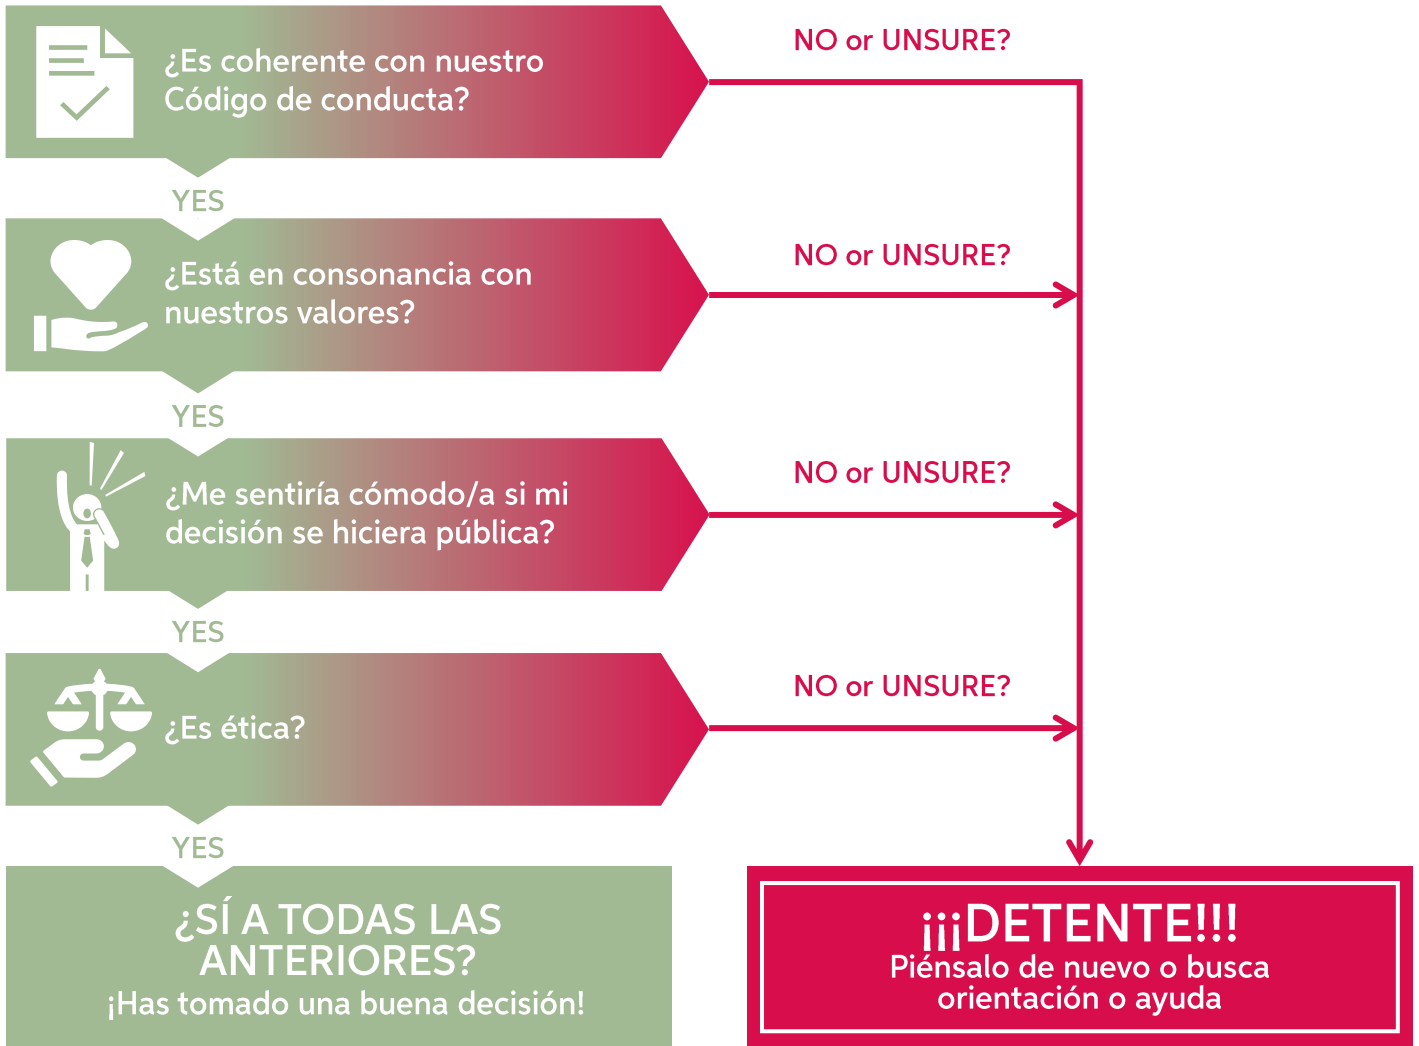 ¿Es coherente con nuestro
Código de conducta?
NO or UNSURE?
YES
¿Está en consonancia con
nuestros valores?
NO or UNSURE?
YES
¿Me sentiría cómodo/a si mi
decisión se hiciera pública?
NO or UNSURE?
YES
¿Es ética?
NO or UNSURE?
YES
¿SÍ A TODAS LAS
ANTERIORES?
¡Has tomado una buena decisión!
¡¡¡DETENTE!!!
Piénsalo de nuevo o busca
orientación o ayuda